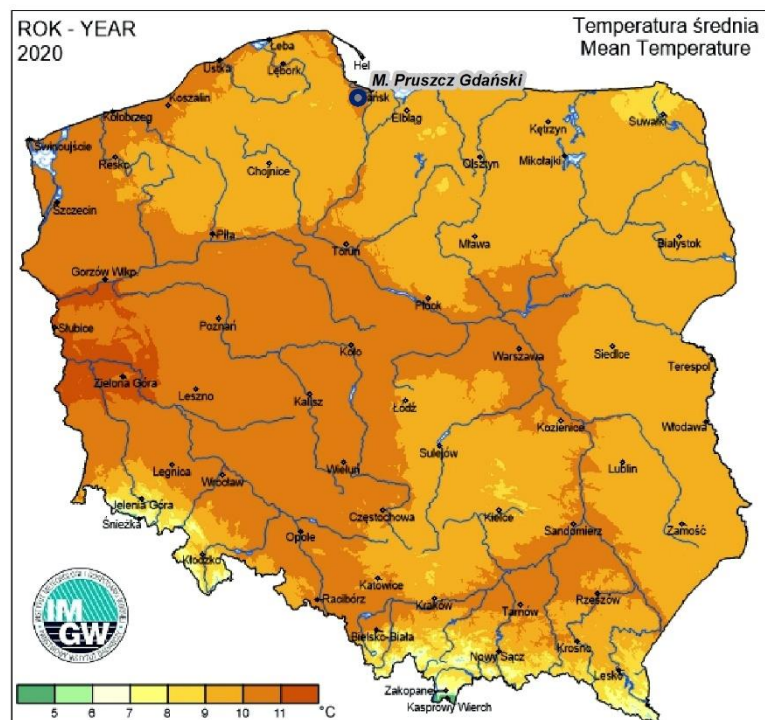 ROK - YEAR
2020
Temperatura średnia
Mean Temperature
Łeba
Hel
Ustka
Lębork
M. Pruszcz Gdański
Koszalin
Kołobrzeg
Elbląg
Suwałki
Kętrzyn
Świnoujście
Resko
Chojnice
Olsztyn
Mikołajki
Szczecin
Piła
Toruń
Mława
Białystok
Gorzów Wlkp.
Płock
Słubice
Poznań
Koło
Warszawa
Siedlce
Terespol
Zielona Góra
Leszno
Kalisz
Łódź
Kozienice
Włodawa
Sulejów
Legnica
Wrocław
Wieluń
Lublin
Jelenia Góra
Śnieżka
Częstochowa
Kielce
Sandomierz
Zamość
Opole
Kłodzko
Katowice
Racibórz
Kraków
Tarnów
Rzeszów
Bielsko-Biała
Nowy Sącz
Krosno
Lesko
Zakopane
Kasprowy Wierch
IM
GW
5 6 7 8 9 10 11 °C